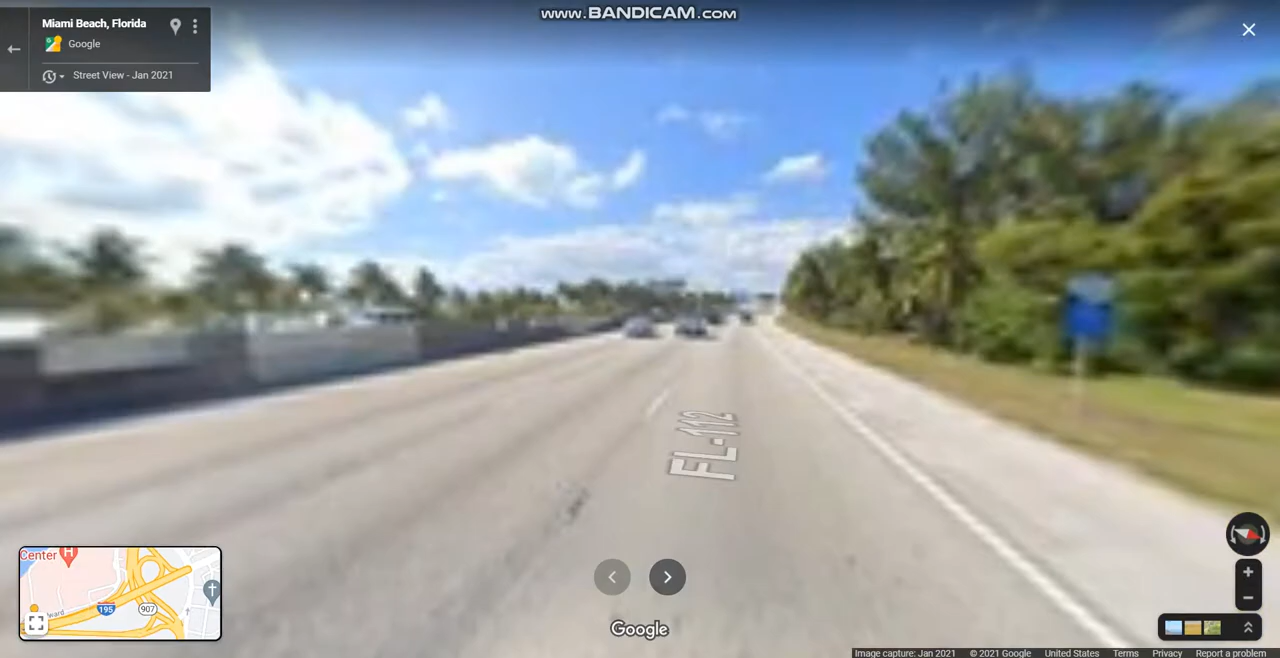 www.BANDICAM.com
Miami Beach, Florida
Google
Street View - Jan 2021
FL-112
Center
H
195
907
Google
Image capture: Jan 2021 © 2021 Google United States Terms Privacy Report a problem